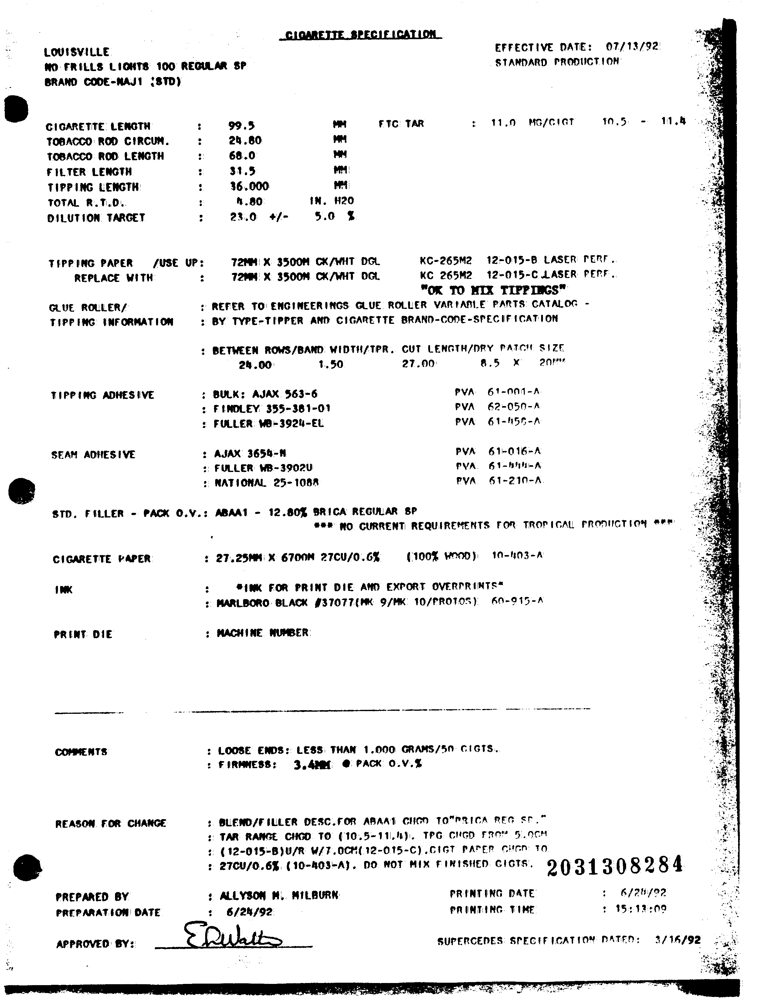 CIGARETTE SPECIFICATION
LOUISVILLE EFFECTIVE DATE: 07/13/92
NO FRILLS LIGHTS 100 REGULAR SP STANDARD PRODUCTION
BRAND CODE-NAJ1 (STD)
CIGARETTE LENGTH : 99.5 MM FTC TAR : 11.0 MG/CIGT 10.5 - 11.4
TOBACCO ROD CIRCUM. : 24.80 MM
TOBACCO ROD LENGTH : 68.0 MM
FILTER LENGTH : 31.5 MM
TIPPING LENGTH : 36.000 MM
TOTAL R.T.D. : 4.80 IN. H2O
DILUTION TARGET : 23.0 +/- 5.0 %
TIPPING PAPER /USE UP: 72MM X 3500M CK/WHT DGL KC-265M2 12-015-B LASER PERF.
REPLACE WITH : 72MM X 3500M CK/WHT DGL KC 265M2 12-015-C LASER PERF.
"OK TO MIX TIPPINGS"
GLUE ROLLER/ : REFER TO ENGINEERINGS GLUE ROLLER VARIABLE PARTS CATALOG -
TIPPING INFORMATION : BY TYPE-TIPPER AND CIGARETTE BRAND-CODE-SPECIFICATION
: BETWEEN ROWS/BAND WIDTH/TPR. CUT LENGTH/DRY PATCH SIZE
24.00 1.50 27.00 8.5 X 20MM
TIPPING ADHESIVE : BULK: AJAX 563-6 PVA 61-001-A
: FINDLEY 355-381-01 PVA 62-050-A
: FULLER WB-3924-EL PVA 61-450-A
SEAM ADHESIVE : AJAX 3654-N PVA 61-016-A
: FULLER WB-3902U PVA 61-444-A
: NATIONAL 25-1088 PVA 61-210-A
STD. FILLER - PACK O.V.: ABAA1 - 12.80% BRICA REGULAR SP
*** NO CURRENT REQUIREMENTS FOR TROPICAL PRODUCTION ***
CIGARETTE PAPER : 27.25MM X 6700M 27CU/0.6% (100% WOOD) 10-403-A
INK : "INK FOR PRINT DIE AND EXPORT OVERPRINTS"
: MARLBORO BLACK #37077(MK 9/MK 10/PROTOS) 60-915-A
PRINT DIE : MACHINE NUMBER
COMMENTS : LOOSE ENDS: LESS THAN 1.000 GRAMS/50 CIGTS.
: FIRMNESS: 3.4MM @ PACK O.V.%
REASON FOR CHANGE : BLEND/FILLER DESC.FOR ABAA1 CHGD TO"BRICA REG SP."
: TAR RANGE CHGD TO (10.5-11.4). TPG CHGD FROM 5.0CM
: (12-015-B)U/R W/7.0CM(12-015-C).CIGT PAPER CHGD TO
: 27CU/0.6% (10-403-A). DO NOT MIX FINISHED CIGTS. 2031308284
PREPARED BY : ALLYSON M. MILBURN PRINTING DATE : 6/24/92
PREPARATION DATE : 6/24/92 PRINTING TIME : 15:13:09
APPROVED BY: SUPERCEDES SPECIFICATION DATED: 3/16/92